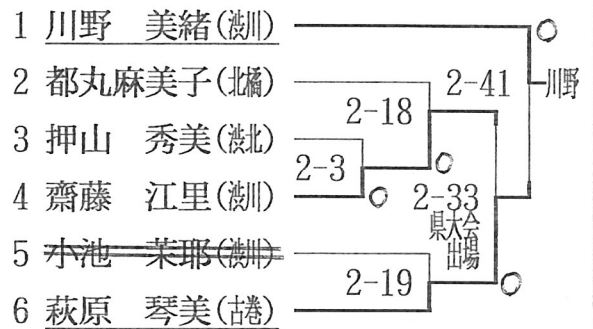 1 川野 美緒(渋川)
2 都丸麻美子(北橘)
3 押山 秀美(渋北)
4 齋藤 江里(渋川)
5 小池 茉耶(渋川)
6 萩原 琴美(古巻)
2-3
2-18
2-19
2-33
県大会
出場
2-41
川野